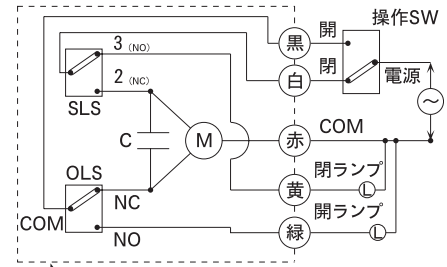 操作SW
黒 開
3 (NO)
白 閉
電源
2 (NC)
SLS
C M 赤 COM
閉ランプ
OLS
黄 L
NC
開ランプ
COM
緑 L
NO